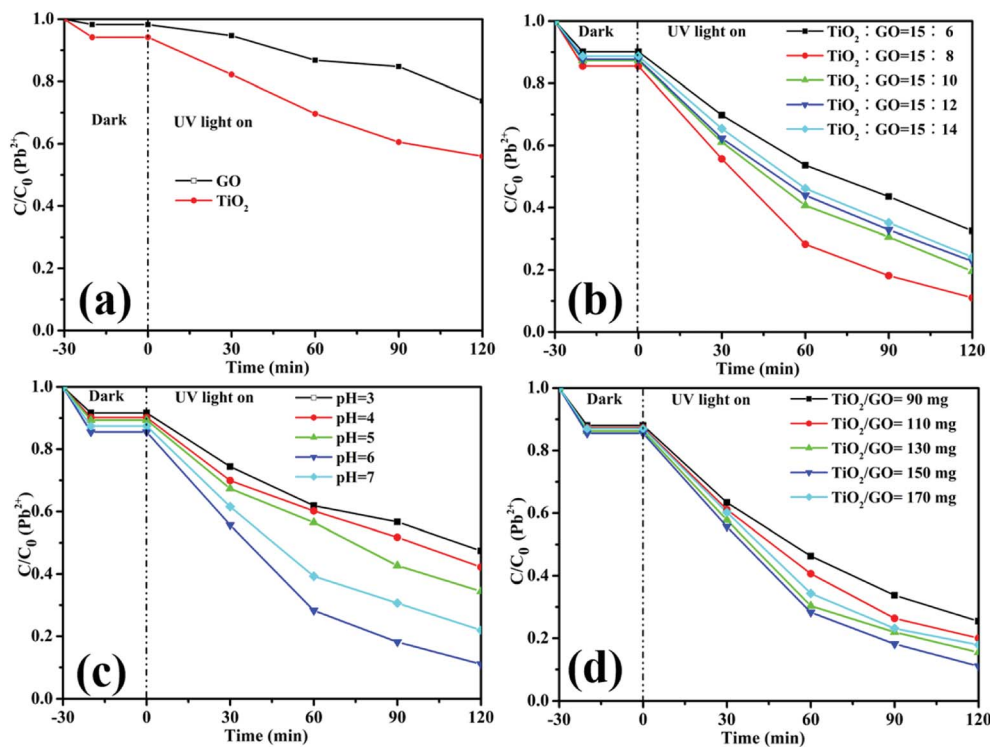 1.0
0.8
0.6
0.4
0.2
0.0
C/C₀ (Pb²⁺)
Dark
UV light on
GO
TiO₂
(a)
-30 0 30 60 90 120
Time (min)
1.0
0.8
0.6
0.4
0.2
0.0
C/C₀ (Pb²⁺)
Dark
UV light on
TiO₂：GO=15：6
TiO₂：GO=15：8
TiO₂：GO=15：10
TiO₂：GO=15：12
TiO₂：GO=15：14
(b)
-30 0 30 60 90 120
Time (min)
1.0
0.8
0.6
0.4
0.2
0.0
C/C₀ (Pb²⁺)
Dark
UV light on
pH=3
pH=4
pH=5
pH=6
pH=7
(c)
-30 0 30 60 90 120
Time (min)
1.0
0.8
0.6
0.4
0.2
0.0
C/C₀ (Pb²⁺)
Dark
UV light on
TiO₂/GO= 90 mg
TiO₂/GO= 110 mg
TiO₂/GO= 130 mg
TiO₂/GO= 150 mg
TiO₂/GO= 170 mg
(d)
-30 0 30 60 90 120
Time (min)